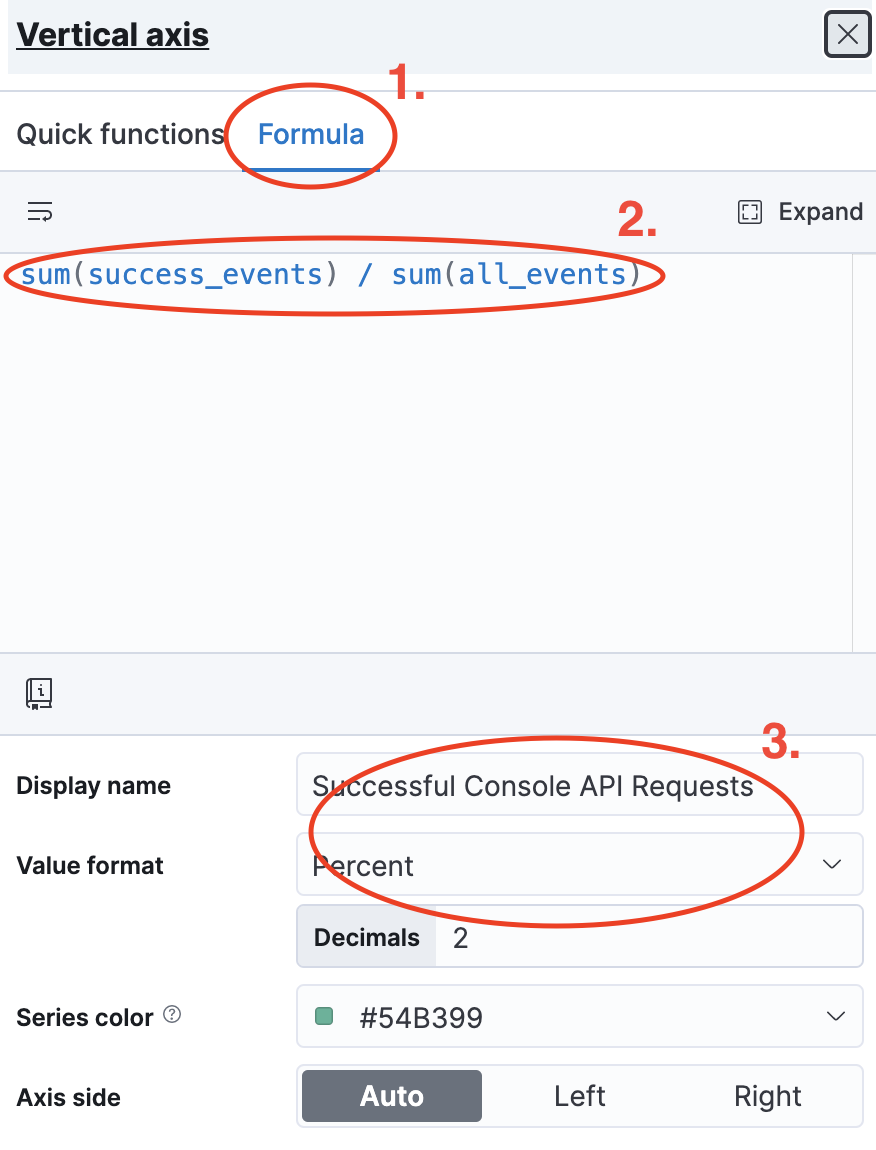 Vertical axis
1.
Quick functions Formula
2.
Expand
sum(success_events) / sum(all_events)
3.
Display name Successful Console API Requests
Value format Percent
Decimals 2
Series color #54B399
Axis side Auto Left Right